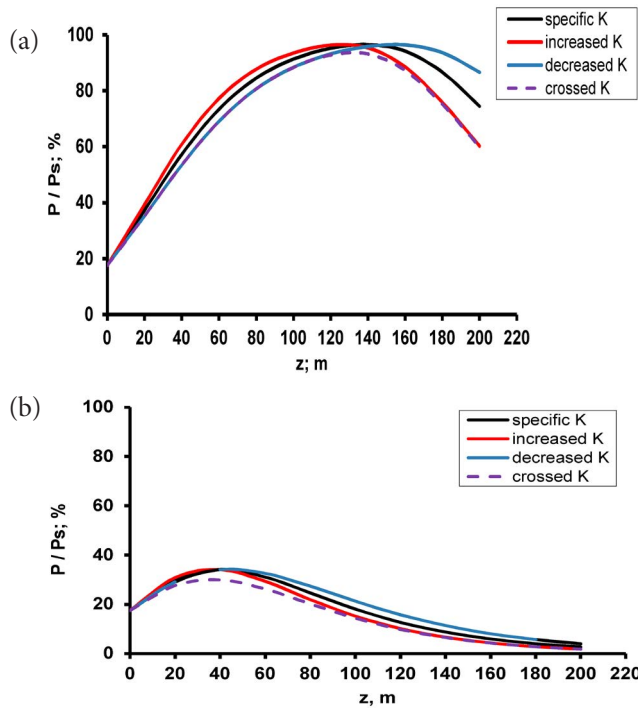 (a)
P / Ps; %
100
80
60
40
20
0
0 20 40 60 80 100 120 140 160 180 200 220
z; m
specific K
increased K
decreased K
crossed K
(b)
P / Ps; %
100
80
60
40
20
0
0 20 40 60 80 100 120 140 160 180 200 220
z, m
specific K
increased K
decreased K
crossed K